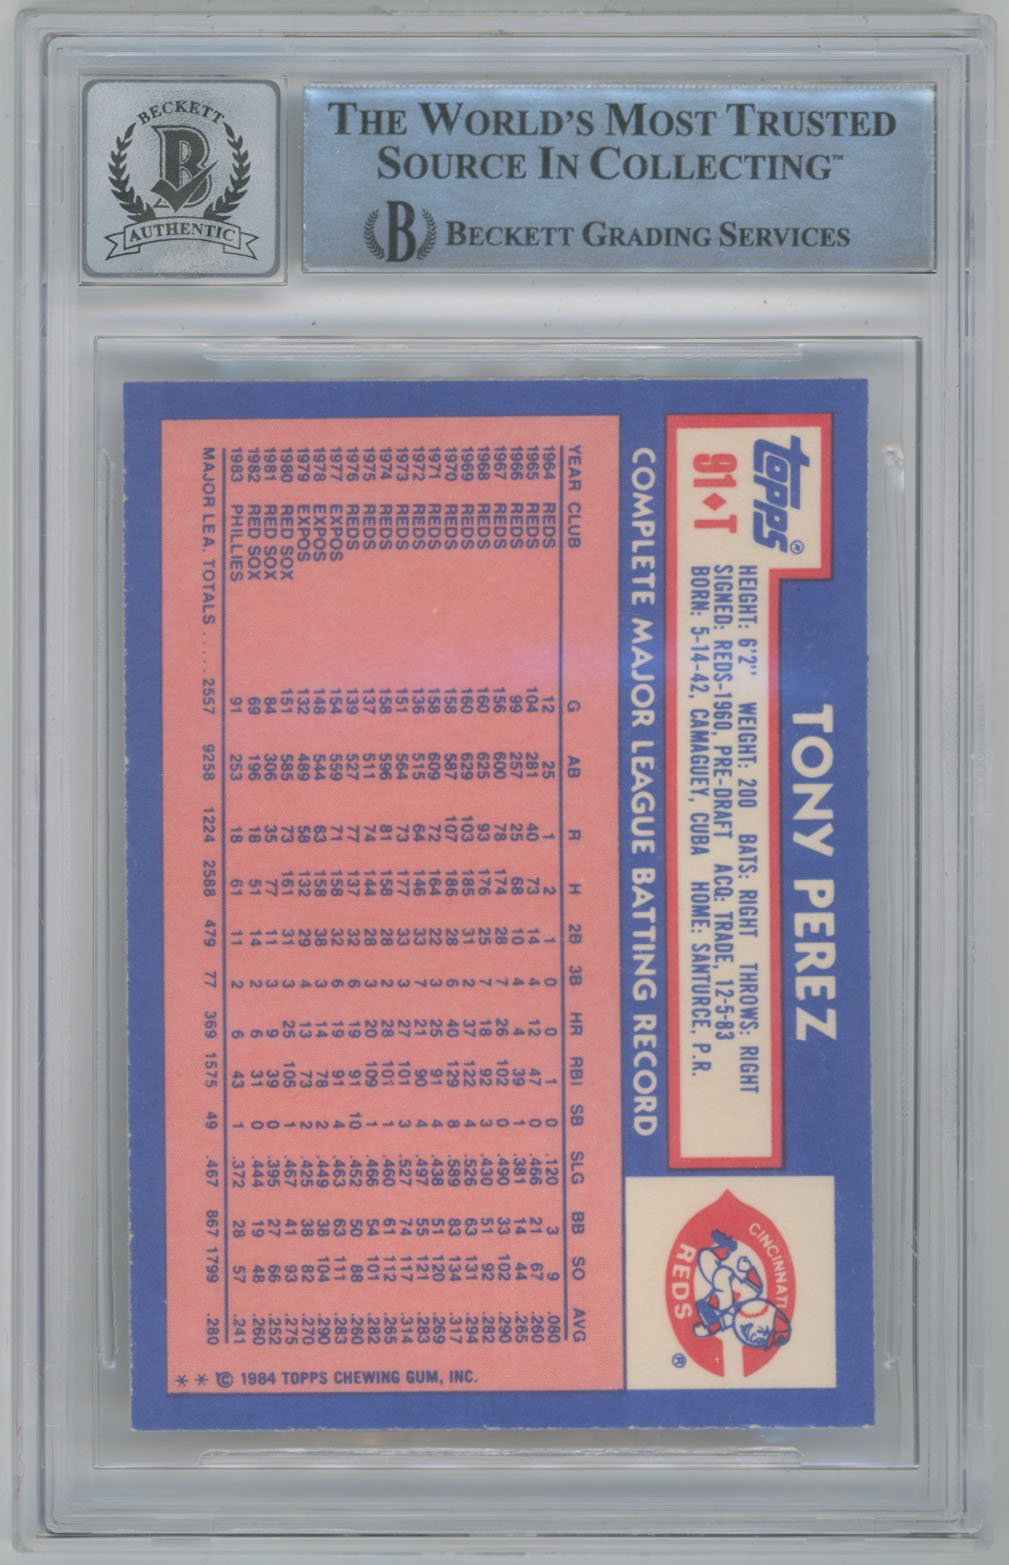 BECKETT
B
AUTHENTIC
THE WORLD'S MOST TRUSTED
SOURCE IN COLLECTING™
B BECKETT GRADING SERVICES
topps®
91♦T
TONY PEREZ
HEIGHT: 6'2" WEIGHT: 200 BATS: RIGHT THROWS: RIGHT
SIGNED: REDS-1960, PRE-DRAFT ACQ: TRADE, 12-5-83
BORN: 5-14-42, CAMAGUEY, CUBA HOME: SANTURCE, P.R.
CINCINNATI
REDS
®
COMPLETE MAJOR LEAGUE BATTING RECORD
YEAR CLUB G AB R H 2B 3B HR RBI SB SLG BB SO AVG
1964 REDS 12 25 1 2 1 0 0 1 0 .120 3 9 .080
1965 REDS 104 281 40 73 14 4 12 47 0 .466 21 67 .260
1966 REDS 99 257 25 68 10 4 4 39 1 .381 14 44 .265
1967 REDS 156 600 78 174 28 7 26 102 0 .490 33 102 .290
1968 REDS 160 625 93 176 25 7 18 92 3 .430 51 92 .282
1969 REDS 160 629 103 185 31 2 37 122 4 .526 63 131 .294
1970 REDS 158 587 107 186 28 6 40 129 8 .589 83 134 .317
1971 REDS 158 609 72 164 22 3 25 91 4 .438 51 120 .269
1972 REDS 136 515 64 146 33 7 21 90 4 .497 55 121 .283
1973 REDS 151 564 73 177 33 3 27 101 3 .527 74 117 .314
1974 REDS 158 596 81 158 28 2 28 101 1 .460 61 112 .265
1975 REDS 137 511 74 144 28 3 20 109 1 .466 54 101 .282
1976 REDS 139 527 77 137 32 6 19 91 10 .452 50 88 .260
1977 EXPOS 154 559 71 158 32 6 19 91 4 .463 63 111 .283
1978 EXPOS 148 544 63 158 38 3 14 78 2 .449 38 104 .290
1979 EXPOS 132 489 58 132 29 4 13 73 2 .425 38 82 .270
1980 RED SOX 151 585 73 161 31 3 25 105 1 .467 41 93 .275
1981 RED SOX 84 306 35 77 11 3 9 39 0 .395 27 66 .252
1982 RED SOX 69 196 18 51 14 2 6 31 0 .444 19 48 .260
1983 PHILLIES 91 253 18 61 11 2 6 43 1 .372 28 57 .241
MAJOR LEA. TOTALS ..... 2557 9258 1224 2588 479 77 369 1575 49 .467 867 1799 .280
* * © 1984 TOPPS CHEWING GUM, INC.